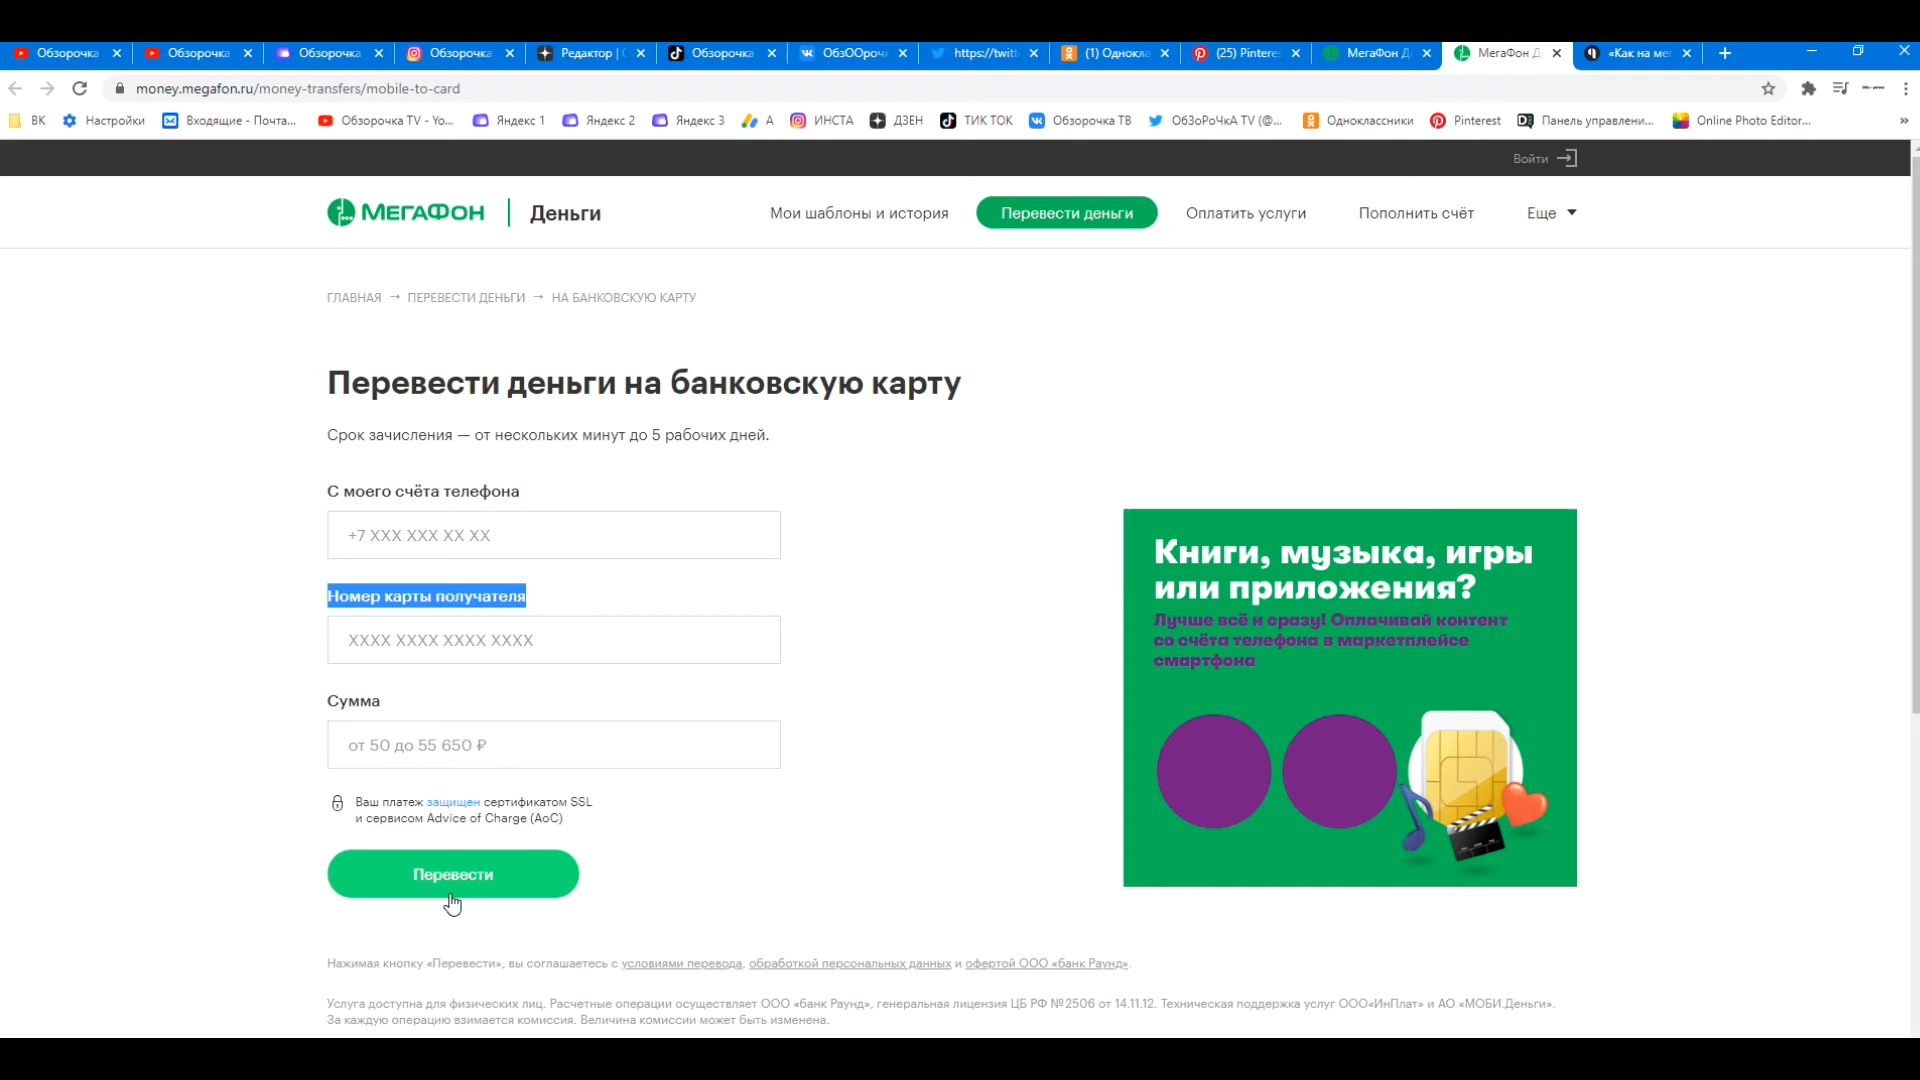 Обзорочка
Обзорочка
Обзорочка
Обзорочка
Редактор | С
Обзорочка
ОбзООрочк
https://twitt
(1) Однокла
(25) Pinteres
МегаФон Д
МегаФон Д
«Как на мег
money.megafon.ru/money-transfers/mobile-to-card
ВК
Настройки
Входящие - Почта...
Обзорочка TV - Yo...
Яндекс 1
Яндекс 2
Яндекс 3
А
ИНСТА
ДЗЕН
ТИК ТОК
Обзорочка ТВ
ОбЗоРоЧкА TV (@...
Одноклассники
Pinterest
Панель управлени...
Online Photo Editor...
Войти
МЕГАФОН
Деньги
Мои шаблоны и история
Перевести деньги
Оплатить услуги
Пополнить счёт
Еще
ГЛАВНАЯ → ПЕРЕВЕСТИ ДЕНЬГИ → НА БАНКОВСКУЮ КАРТУ
Перевести деньги на банковскую карту
Срок зачисления — от нескольких минут до 5 рабочих дней.
С моего счёта телефона
+7 XXX XXX XX XX
Номер карты получателя
XXXX XXXX XXXX XXXX
Сумма
от 50 до 55 650 ₽
Ваш платеж защищен сертификатом SSL
и сервисом Advice of Charge (AoC)
Перевести
Книги, музыка, игры
или приложения?
Лучше всё и сразу! Оплачивай контент
со счёта телефона в маркетплейсе
смартфона
Нажимая кнопку «Перевести», вы соглашаетесь с условиями перевода, обработкой персональных данных и офертой ООО «банк Раунд».
Услуга доступна для физических лиц. Расчетные операции осуществляет ООО «банк Раунд», генеральная лицензия ЦБ РФ №2506 от 14.11.12. Техническая поддержка услуг ООО«ИнПлат» и АО «МОБИ.Деньги».
За каждую операцию взимается комиссия. Величина комиссии может быть изменена.